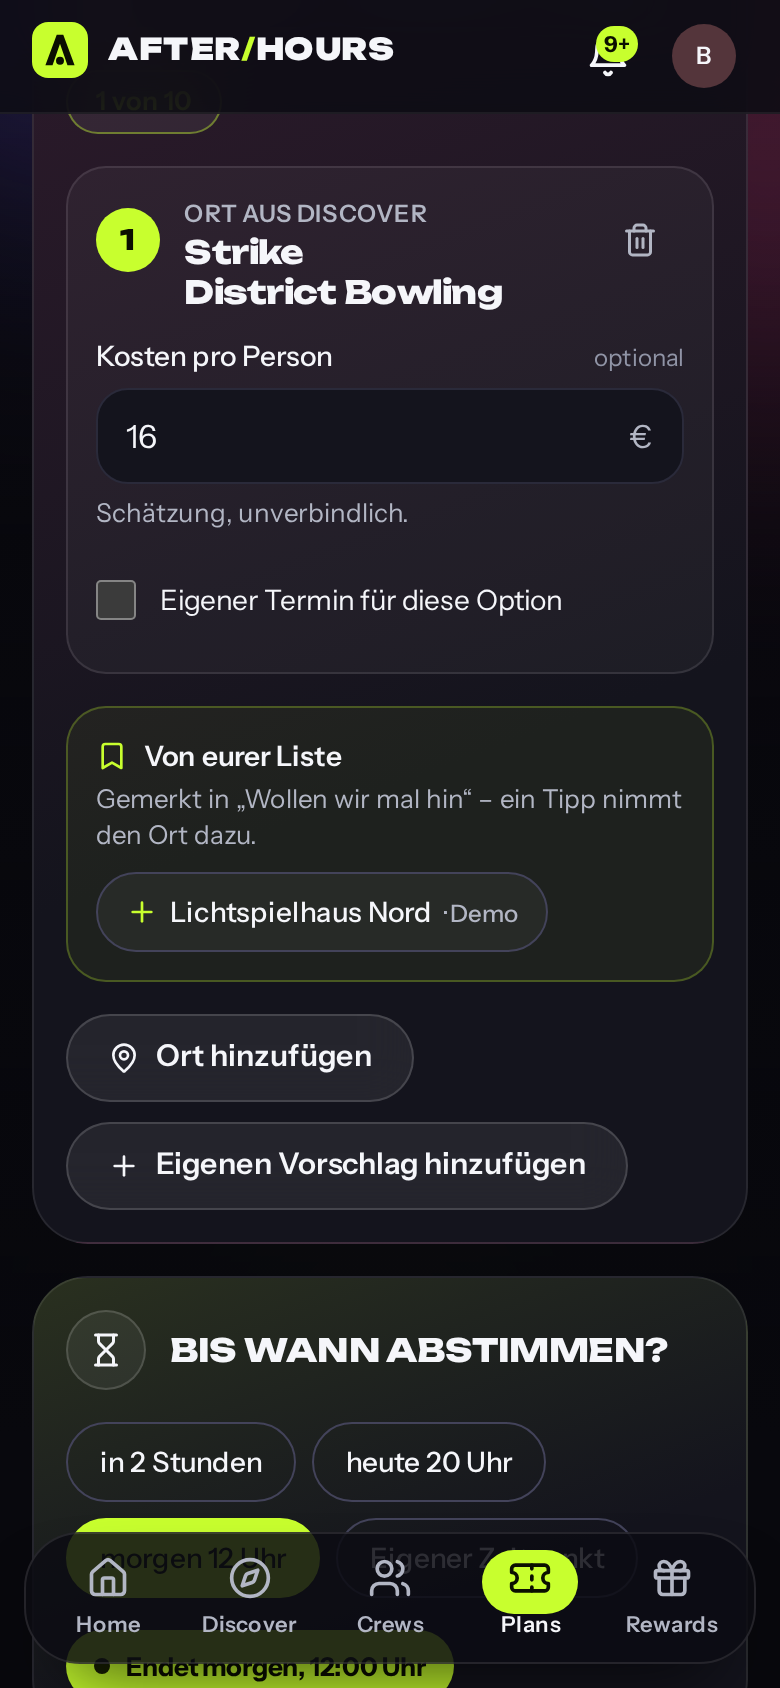 AFTER/HOURS
9+
B
1 von 10
1
ORT AUS DISCOVER
Strike
District Bowling
Kosten pro Person
optional
16
€
Schätzung, unverbindlich.
Eigener Termin für diese Option
Von eurer Liste
Gemerkt in „Wollen wir mal hin“ – ein Tipp nimmt
den Ort dazu.
Lichtspielhaus Nord ·Demo
Ort hinzufügen
Eigenen Vorschlag hinzufügen
BIS WANN ABSTIMMEN?
in 2 Stunden
heute 20 Uhr
morgen 12 Uhr
Eigener Zeitpunkt
Home
Discover
Crews
Plans
Rewards
Endet morgen, 12:00 Uhr